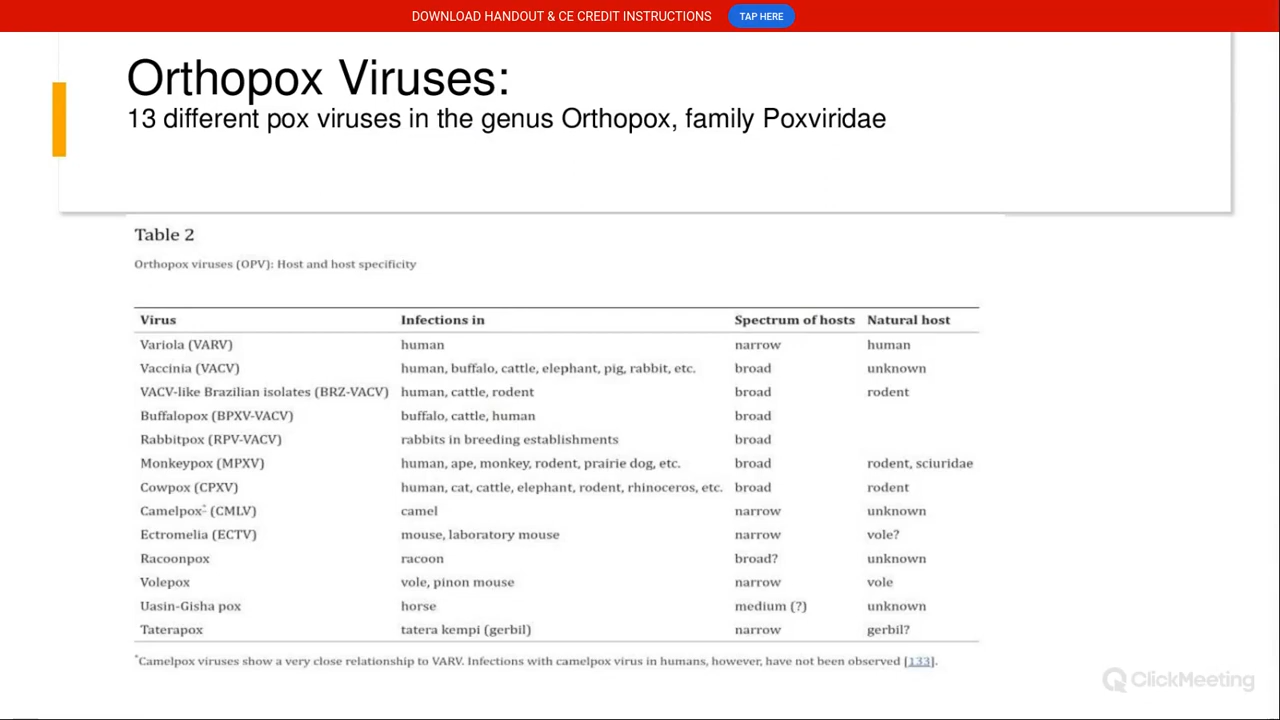 DOWNLOAD HANDOUT & CE CREDIT INSTRUCTIONS TAP HERE
Orthopox Viruses:
13 different pox viruses in the genus Orthopox, family Poxviridae
Table 2
Orthopox viruses (OPV): Host and host specificity
Virus Infections in Spectrum of hosts Natural host
Variola (VARV) human narrow human
Vaccinia (VACV) human, buffalo, cattle, elephant, pig, rabbit, etc. broad unknown
VACV-like Brazilian isolates (BRZ-VACV) human, cattle, rodent broad rodent
Buffalopox (BPXV-VACV) buffalo, cattle, human broad
Rabbitpox (RPV-VACV) rabbits in breeding establishments broad
Monkeypox (MPXV) human, ape, monkey, rodent, prairie dog, etc. broad rodent, sciuridae
Cowpox (CPXV) human, cat, cattle, elephant, rodent, rhinoceros, etc. broad rodent
Camelpox* (CMLV) camel narrow unknown
Ectromelia (ECTV) mouse, laboratory mouse narrow vole?
Racoonpox racoon broad? unknown
Volepox vole, pinon mouse narrow vole
Uasin-Gisha pox horse medium (?) unknown
Taterapox tatera kempi (gerbil) narrow gerbil?
*Camelpox viruses show a very close relationship to VARV. Infections with camelpox virus in humans, however, have not been observed [133].
ClickMeeting